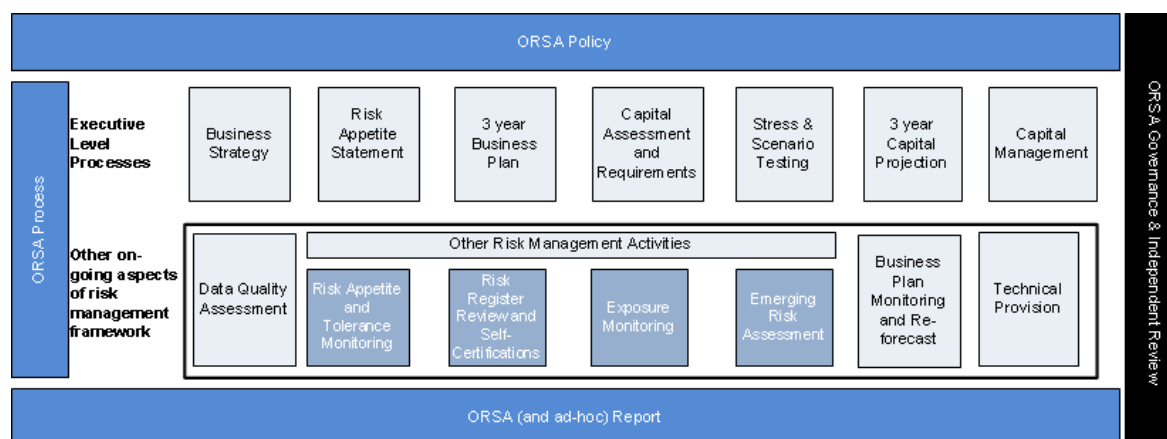 ORSA Policy
ORSA Governance & Independent Review
ORSA Process
Executive
Level
Processes
Business
Strategy
Risk
Appetite
Statement
3 year
Business
Plan
Capital
Assessment
and
Requirements
Stress &
Scenario
Testing
3 year
Capital
Projection
Capital
Management
Other on-
going aspects
of risk
management
framework
Data Quality
Assessment
Other Risk Management Activities
Risk Appetite
and
Tolerance
Monitoring
Risk
Register
Review and
Self-
Certifications
Exposure
Monitoring
Emerging
Risk
Assessment
Business
Plan
Monitoring
and Re-
forecast
Technical
Provision
ORSA (and ad-hoc) Report